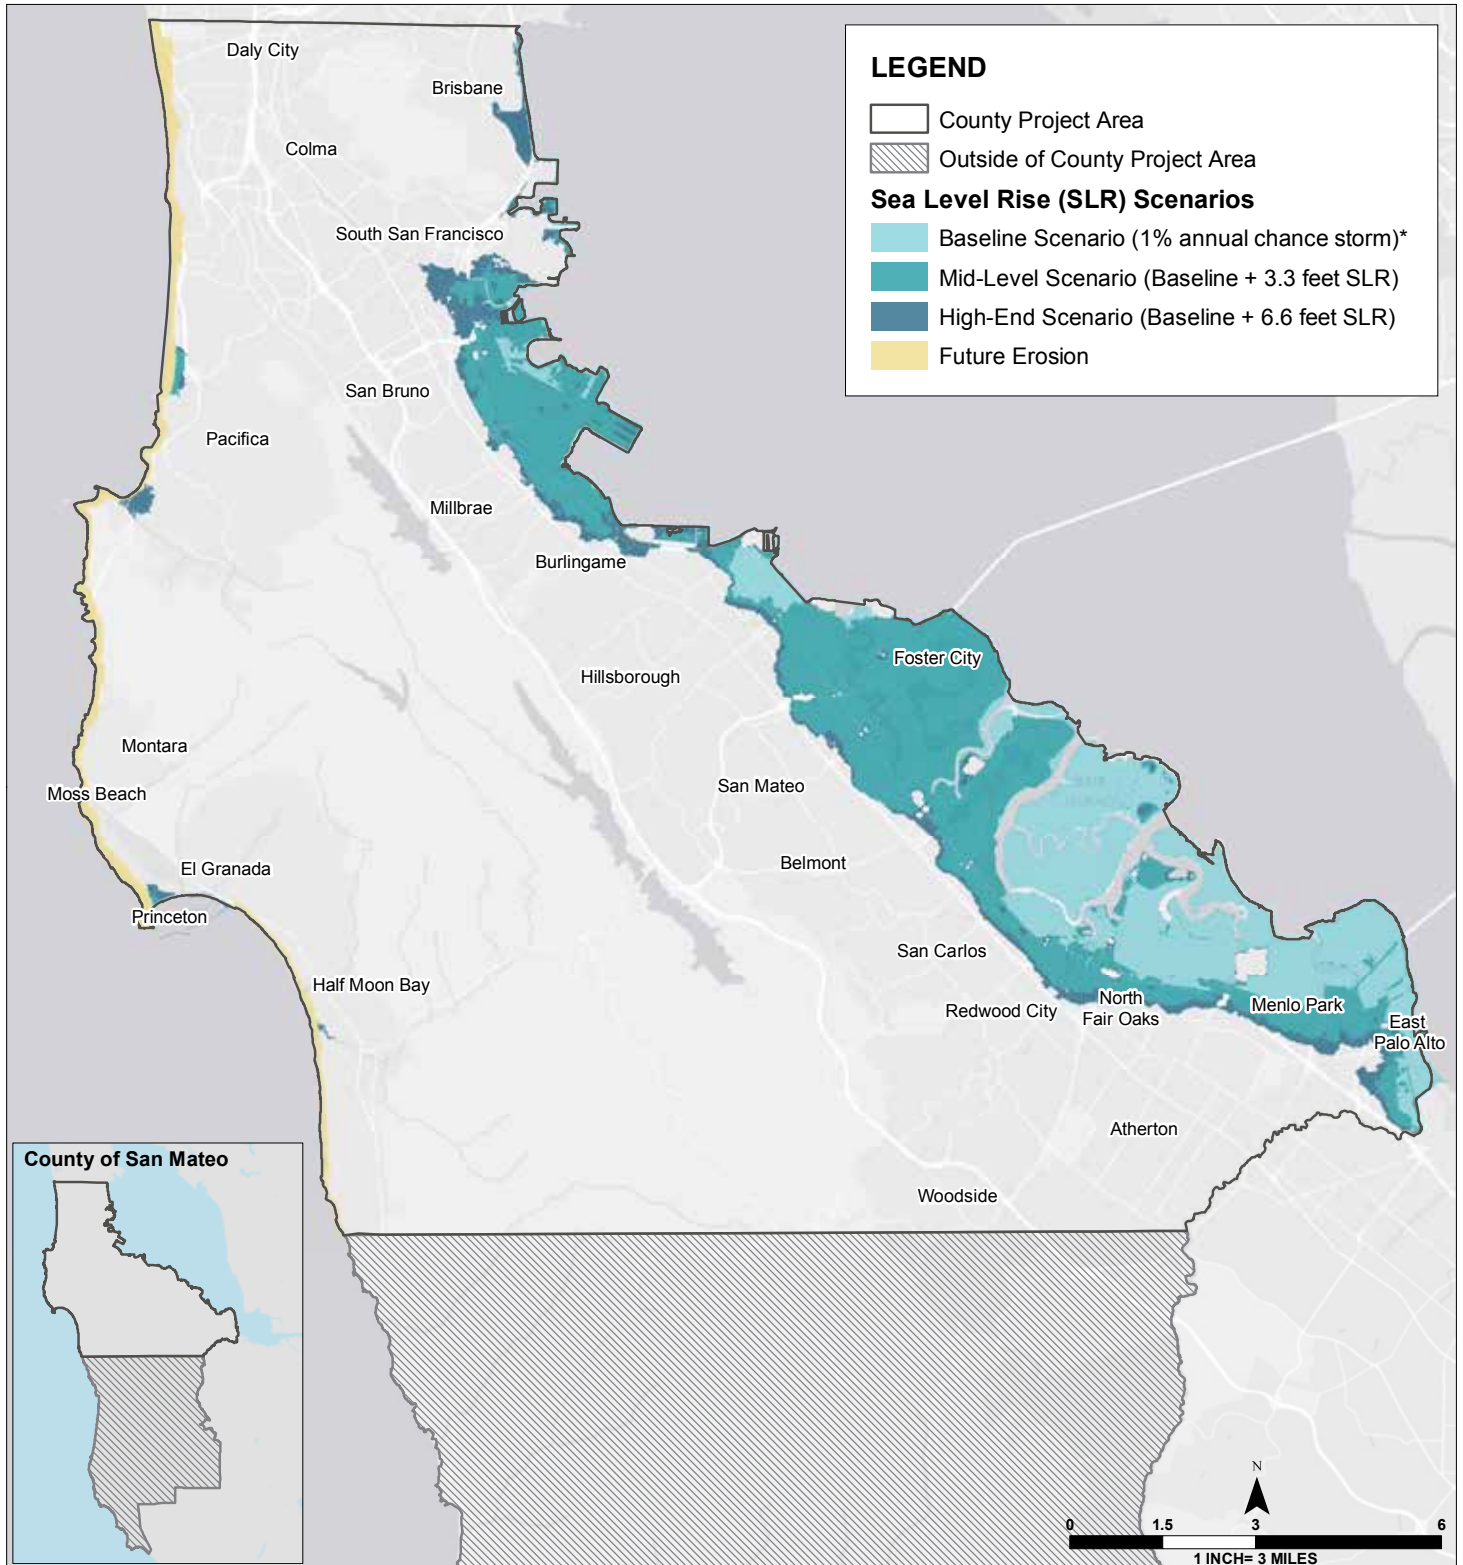 Daly City
Brisbane
Colma
South San Francisco
San Bruno
Pacifica
Millbrae
Burlingame
Foster City
Hillsborough
Montara
San Mateo
Moss Beach
Belmont
El Granada
Princeton
San Carlos
Half Moon Bay
Redwood City
North
Fair Oaks
Menlo Park
East
Palo Alto
Atherton
Woodside
LEGEND
County Project Area
Outside of County Project Area
Sea Level Rise (SLR) Scenarios
Baseline Scenario (1% annual chance storm)*
Mid-Level Scenario (Baseline + 3.3 feet SLR)
High-End Scenario (Baseline + 6.6 feet SLR)
Future Erosion
County of San Mateo
N
0 1.5 3 6
1 INCH= 3 MILES